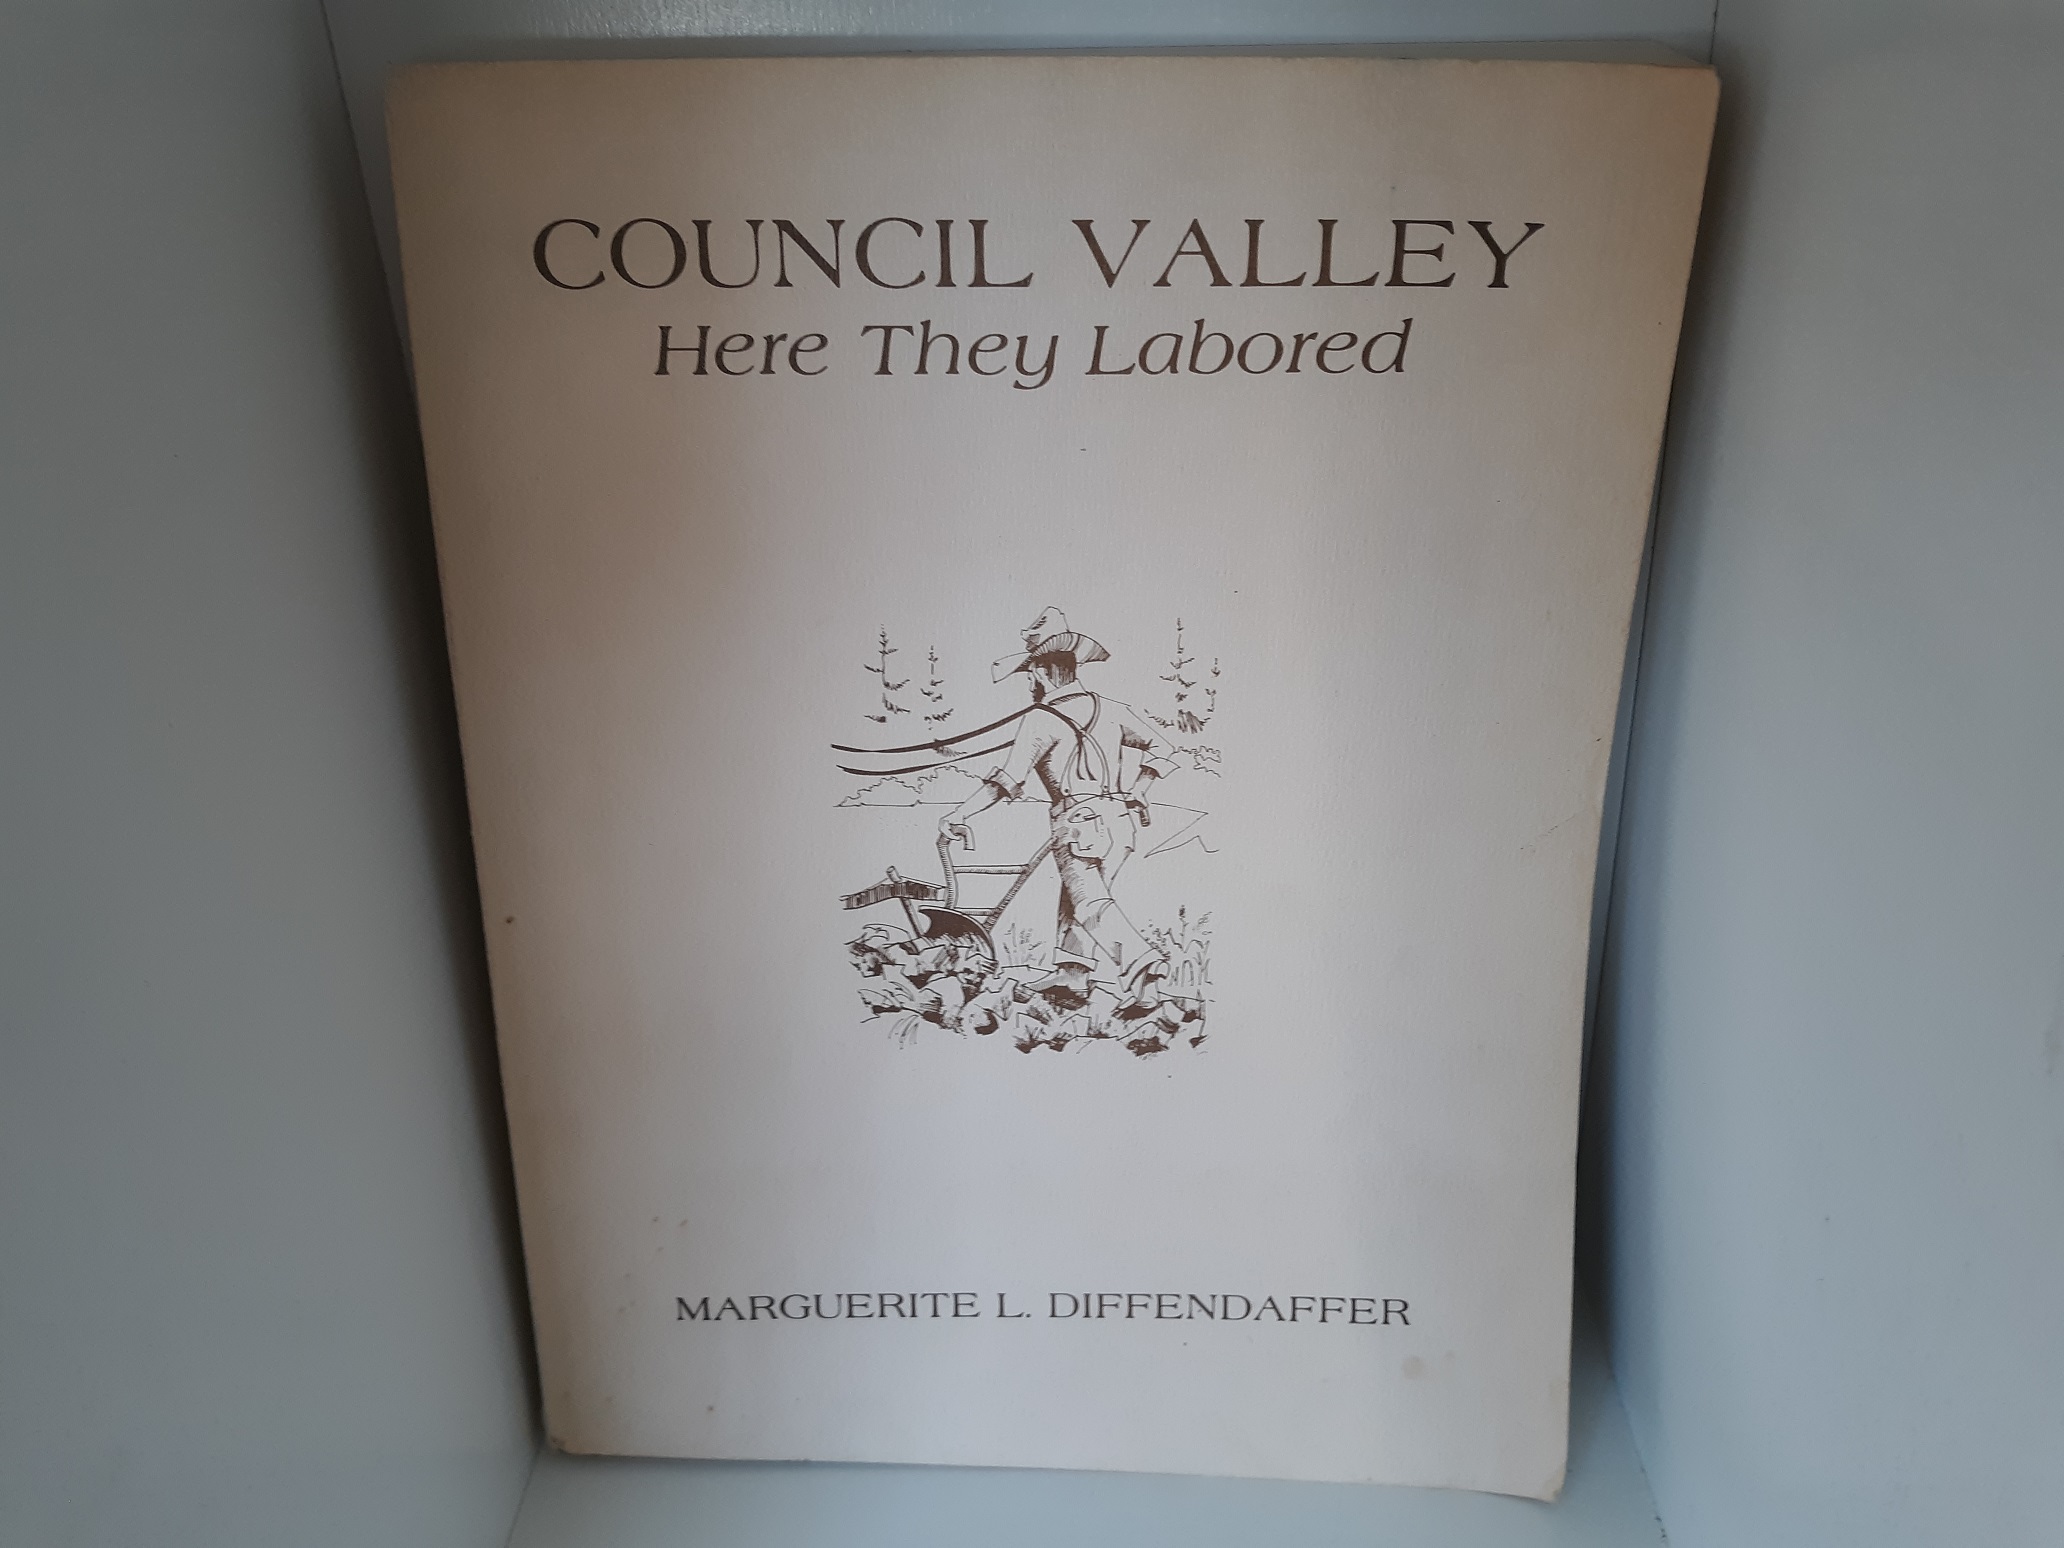 COUNCIL VALLEY
Here They Labored
MARGUERITE L. DIFFENDAFFER